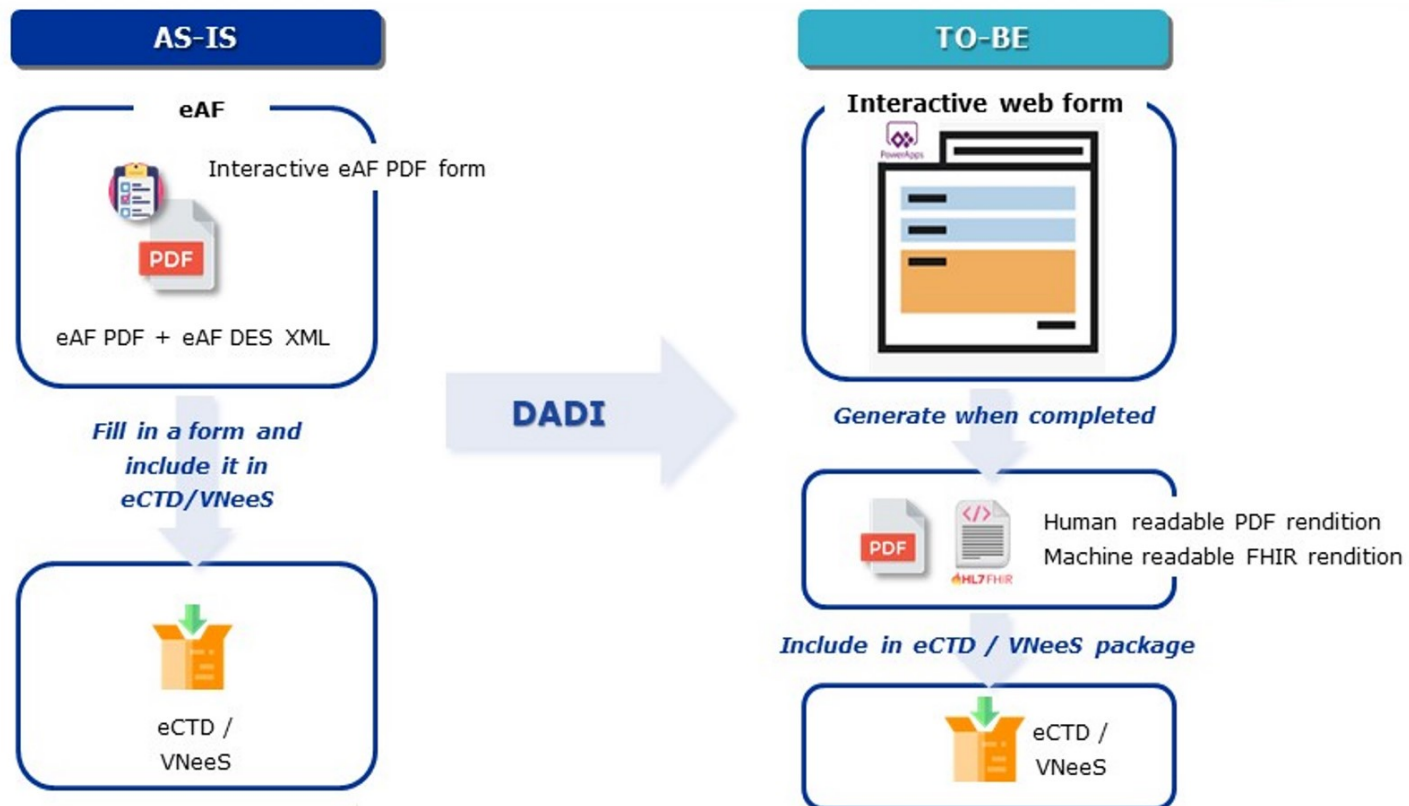 AS-IS
eAF
Interactive eAF PDF form
PDF
eAF PDF + eAF DES XML
Fill in a form and
include it in
eCTD/VNeeS
eCTD /
VNeeS
DADI
TO-BE
Interactive web form
PowerApps
Generate when completed
PDF
</>
HL7 FHIR
Human readable PDF rendition
Machine readable FHIR rendition
Include in eCTD / VNeeS package
eCTD /
VNeeS